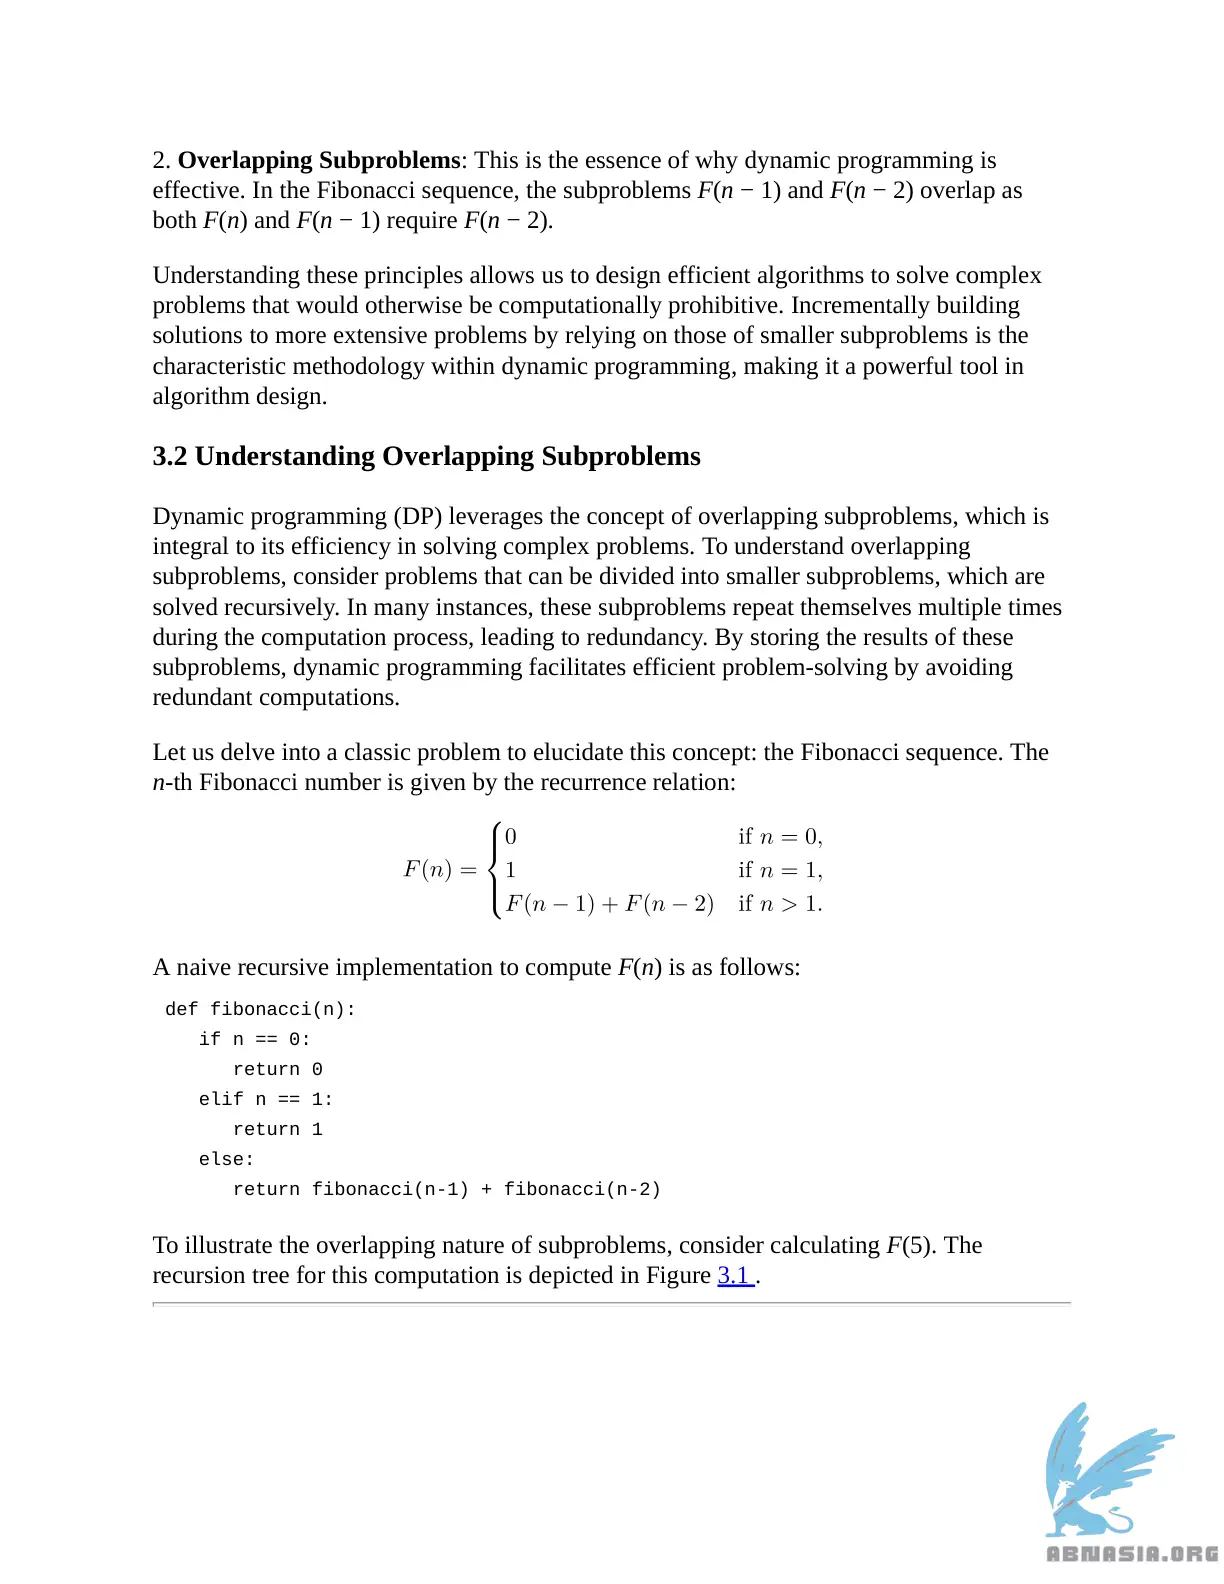 2. Overlapping Subproblems: This is the essence of why dynamic programming is
effective. In the Fibonacci sequence, the subproblems F(n − 1) and F(n − 2) overlap as
both F(n) and F(n − 1) require F(n − 2).
Understanding these principles allows us to design efficient algorithms to solve complex
problems that would otherwise be computationally prohibitive. Incrementally building
solutions to more extensive problems by relying on those of smaller subproblems is the
characteristic methodology within dynamic programming, making it a powerful tool in
algorithm design.
3.2 Understanding Overlapping Subproblems
Dynamic programming (DP) leverages the concept of overlapping subproblems, which is
integral to its efficiency in solving complex problems. To understand overlapping
subproblems, consider problems that can be divided into smaller subproblems, which are
solved recursively. In many instances, these subproblems repeat themselves multiple times
during the computation process, leading to redundancy. By storing the results of these
subproblems, dynamic programming facilitates efficient problem-solving by avoiding
redundant computations.
Let us delve into a classic problem to elucidate this concept: the Fibonacci sequence. The
n-th Fibonacci number is given by the recurrence relation:
0 if n = 0,
F(n) = { 1 if n = 1,
F(n − 1) + F(n − 2) if n > 1.
A naive recursive implementation to compute F(n) is as follows:
def fibonacci(n):
   if n == 0:
      return 0
   elif n == 1:
      return 1
   else:
      return fibonacci(n-1) + fibonacci(n-2)
To illustrate the overlapping nature of subproblems, consider calculating F(5). The
recursion tree for this computation is depicted in Figure 3.1 .
ABNASIA.ORG